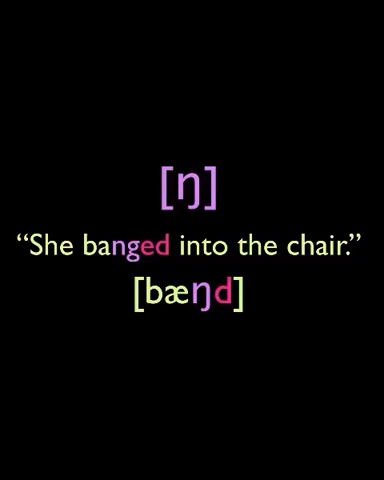 [ŋ]
“She banged into the chair.”
[bæŋd]